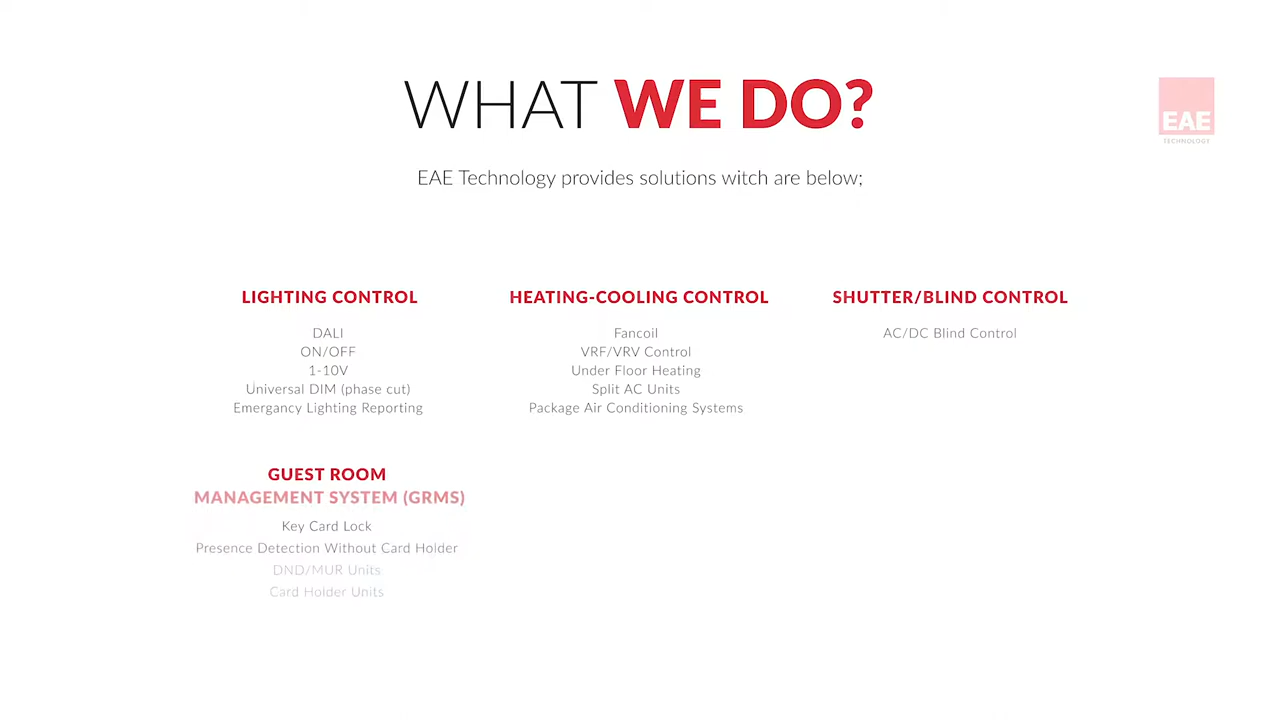 WHAT WE DO?
EAE
TECHNOLOGY
EAE Technology provides solutions witch are below;
LIGHTING CONTROL
DALI
ON/OFF
1-10V
Universal DIM (phase cut)
Emergancy Lighting Reporting
HEATING-COOLING CONTROL
Fancoil
VRF/VRV Control
Under Floor Heating
Split AC Units
Package Air Conditioning Systems
SHUTTER/BLIND CONTROL
AC/DC Blind Control
GUEST ROOM
MANAGEMENT SYSTEM (GRMS)
Key Card Lock
Presence Detection Without Card Holder
DND/MUR Units
Card Holder Units